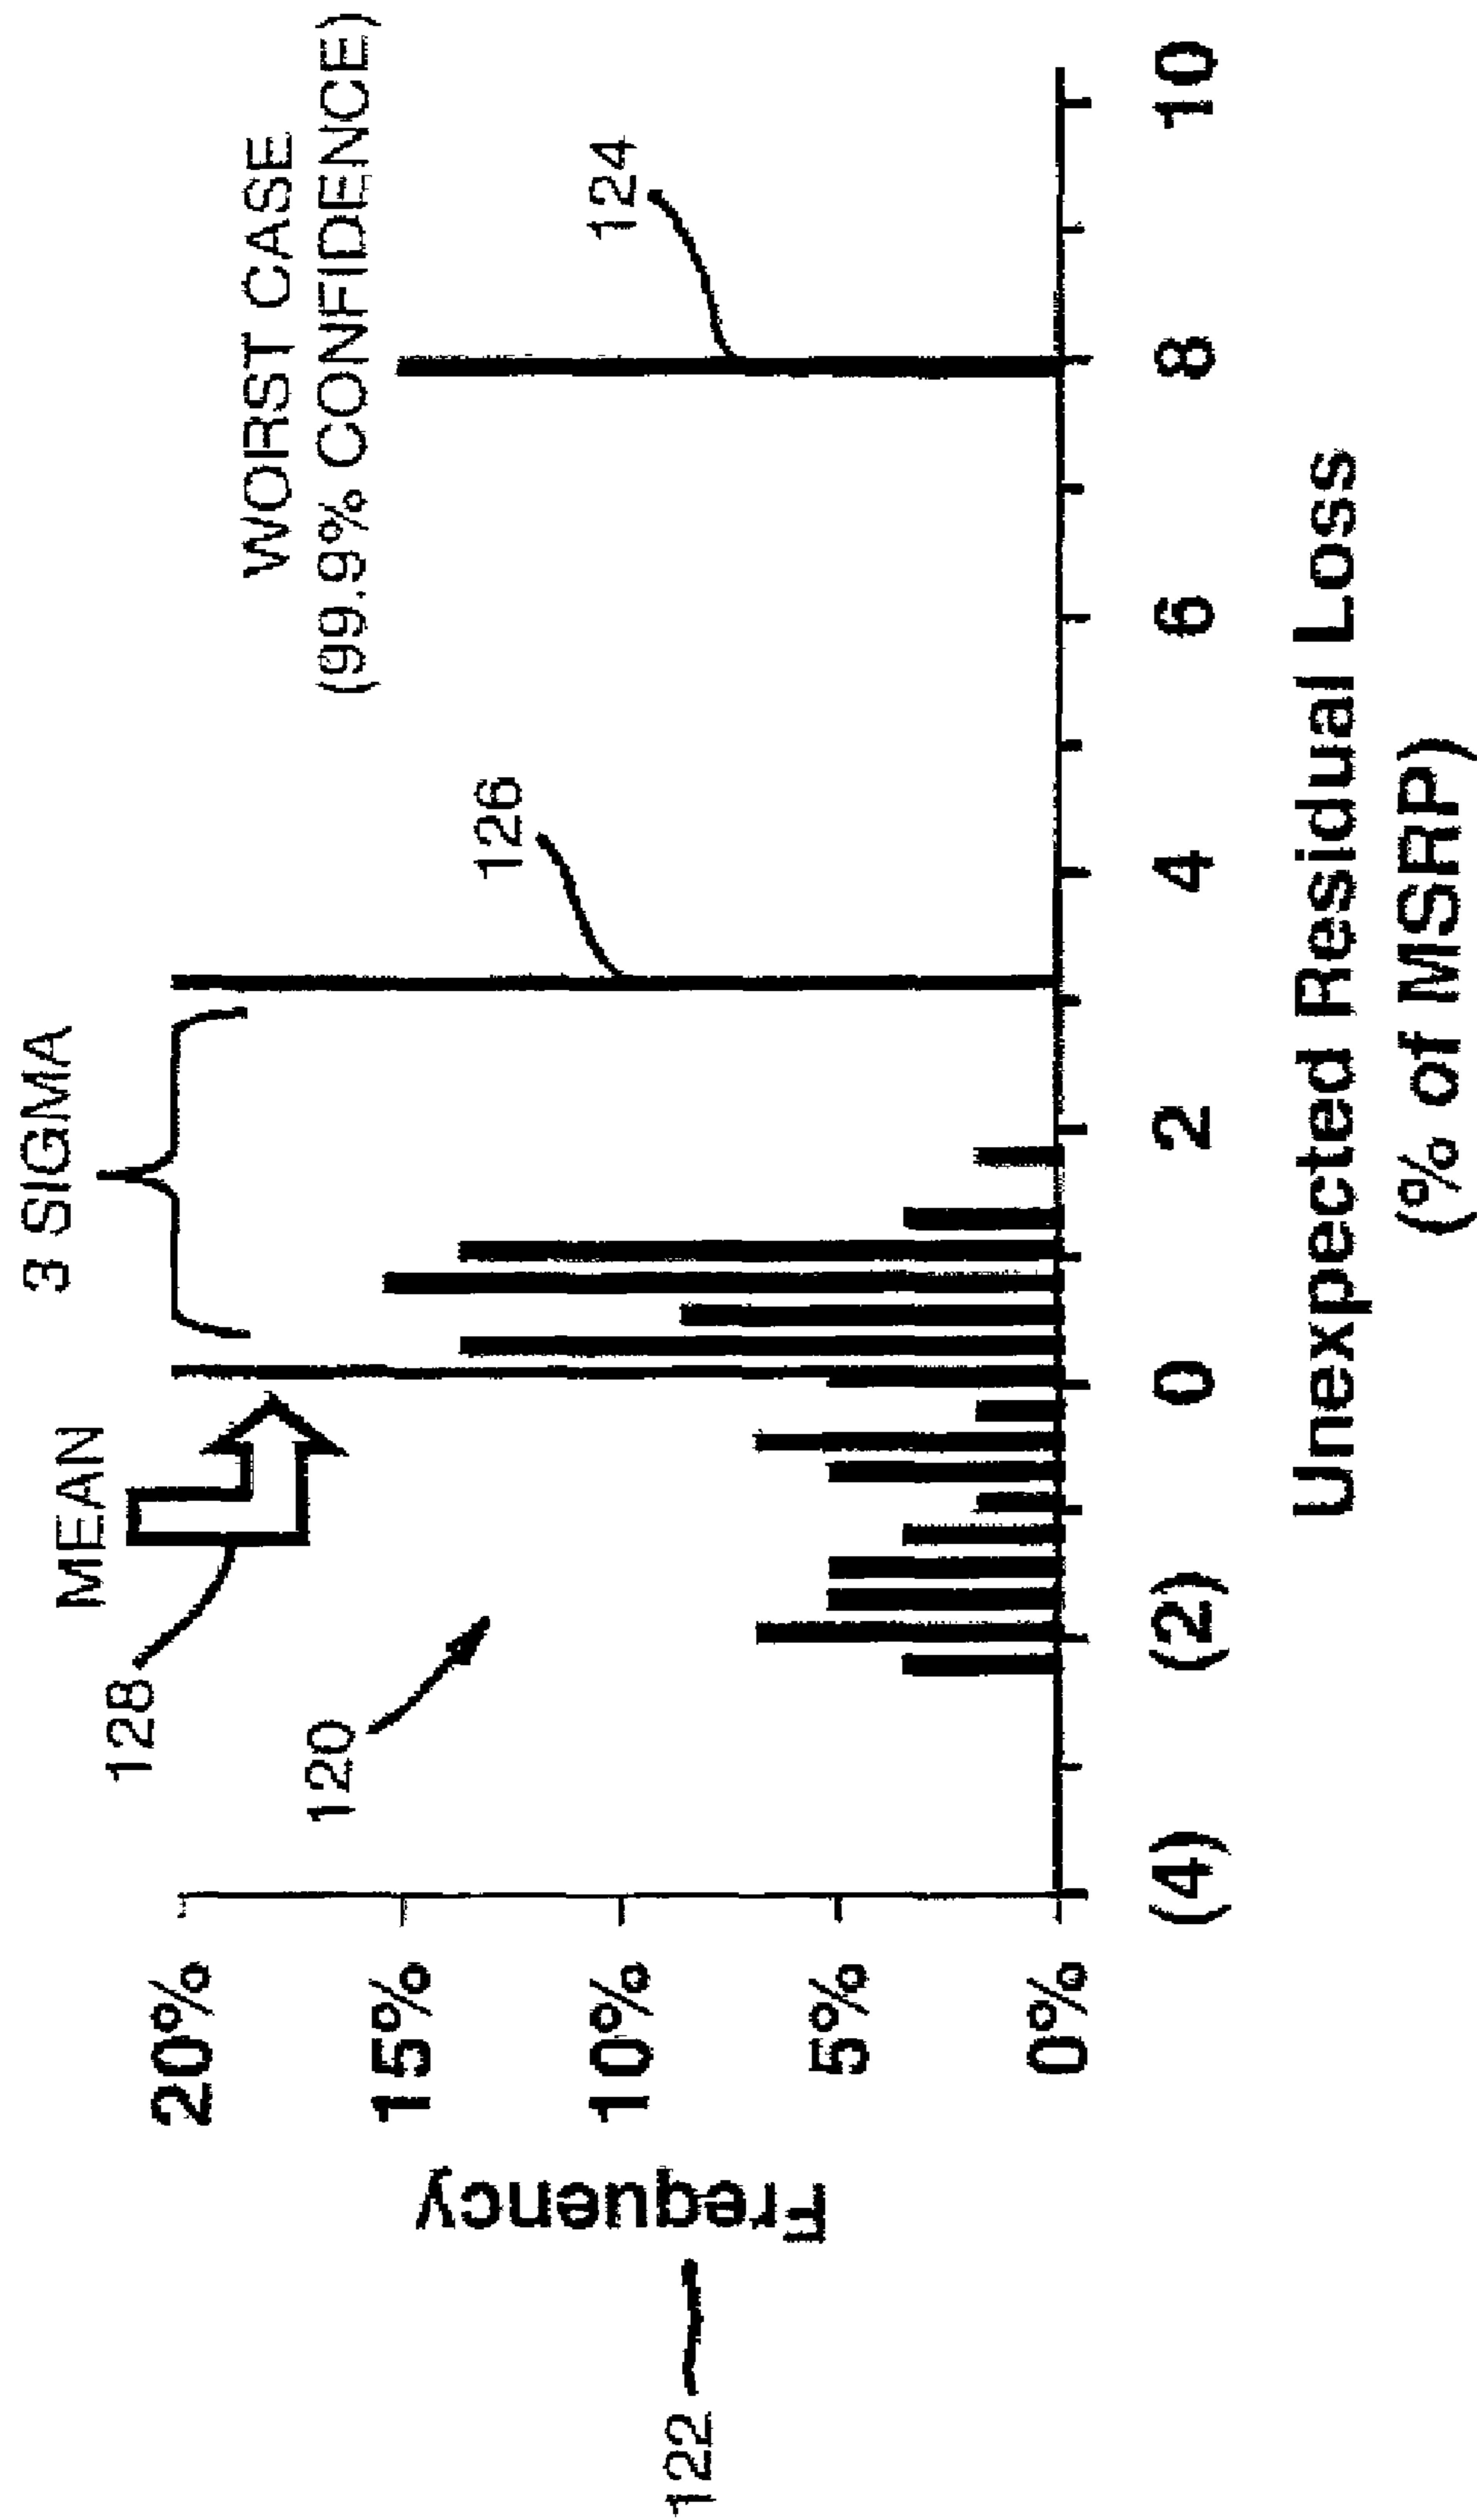 3 SIGMA
MEAN
128
120
126
WORST CASE
(99.9% CONFIDENCE)
124
20%
15%
10%
5%
0%
Frequency
122
(4) (2) 0 2 4 6 8 10
Unexpected Residual Loss
(% of MSRP)